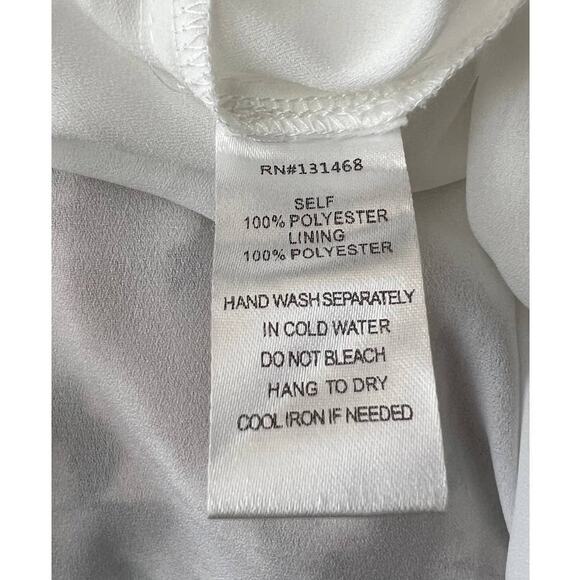 RN#131468
SELF
100% POLYESTER
LINING
100% POLYESTER
HAND WASH SEPARATELY
IN COLD WATER
DO NOT BLEACH
HANG TO DRY
COOL IRON IF NEEDED